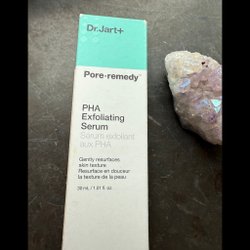 Dr.Jart+
Pore·remedy™
PHA
Exfoliating
Serum
Sérum exfoliant
aux PHA
Gently resurfaces
skin texture
Resurface en douceur
la texture de la peau
30 mL / 1.01 fl. oz.